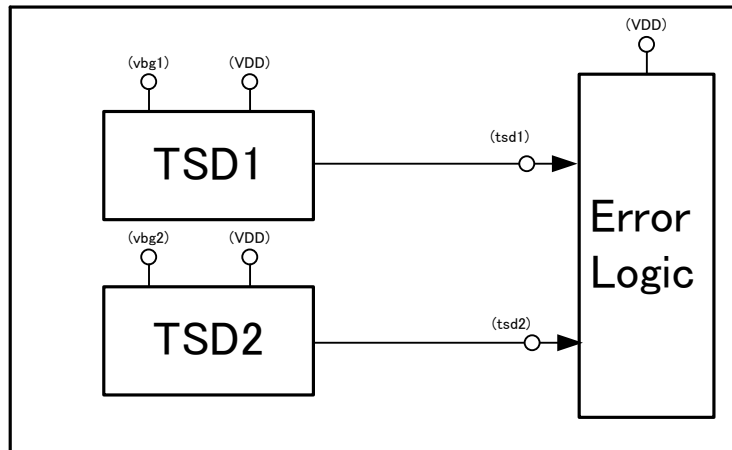 (VDD)
(vbg1)
(VDD)
TSD1
(tsd1)
Error
Logic
(vbg2)
(VDD)
TSD2
(tsd2)